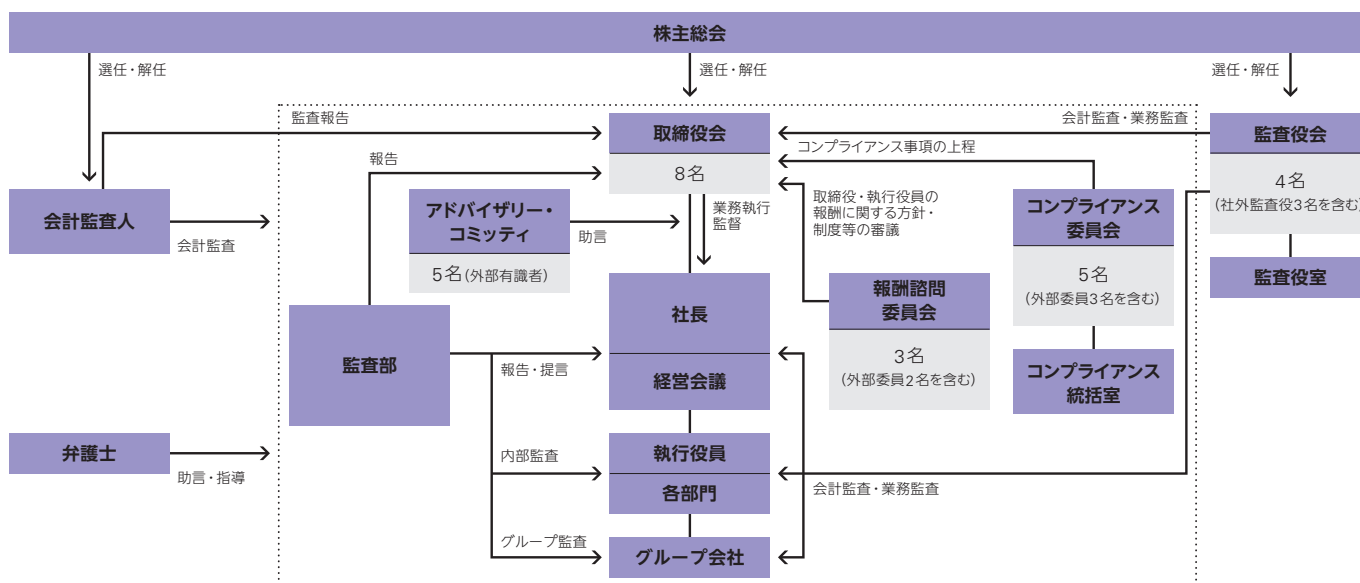 株主総会
選任・解任
選任・解任
選任・解任
監査報告
取締役会
8名
会計監査・業務監査
監査役会
4名
(社外監査役3名を含む)
監査役室
報告
コンプライアンス事項の上程
会計監査人
会計監査
アドバイザリー・
コミッティ
5名(外部有識者)
助言
業務執行
監督
取締役・執行役員の
報酬に関する方針・
制度等の審議
コンプライアンス
委員会
5名
(外部委員3名を含む)
コンプライアンス
統括室
報酬諮問
委員会
3名
(外部委員2名を含む)
社長
経営会議
監査部
報告・提言
弁護士
助言・指導
内部監査
執行役員
各部門
会計監査・業務監査
グループ監査
グループ会社